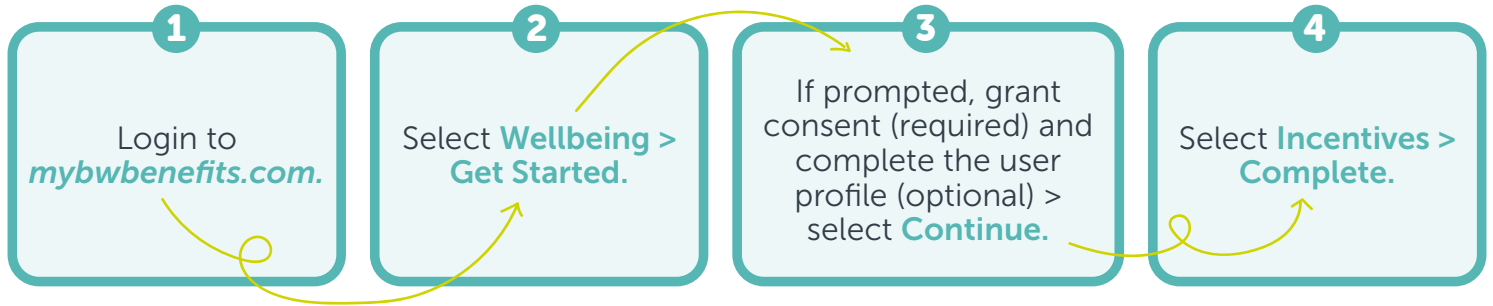 1
Login to
mybwbenefits.com.
2
Select Wellbeing >
Get Started.
3
If prompted, grant
consent (required) and
complete the user
profile (optional) >
select Continue.
4
Select Incentives >
Complete.